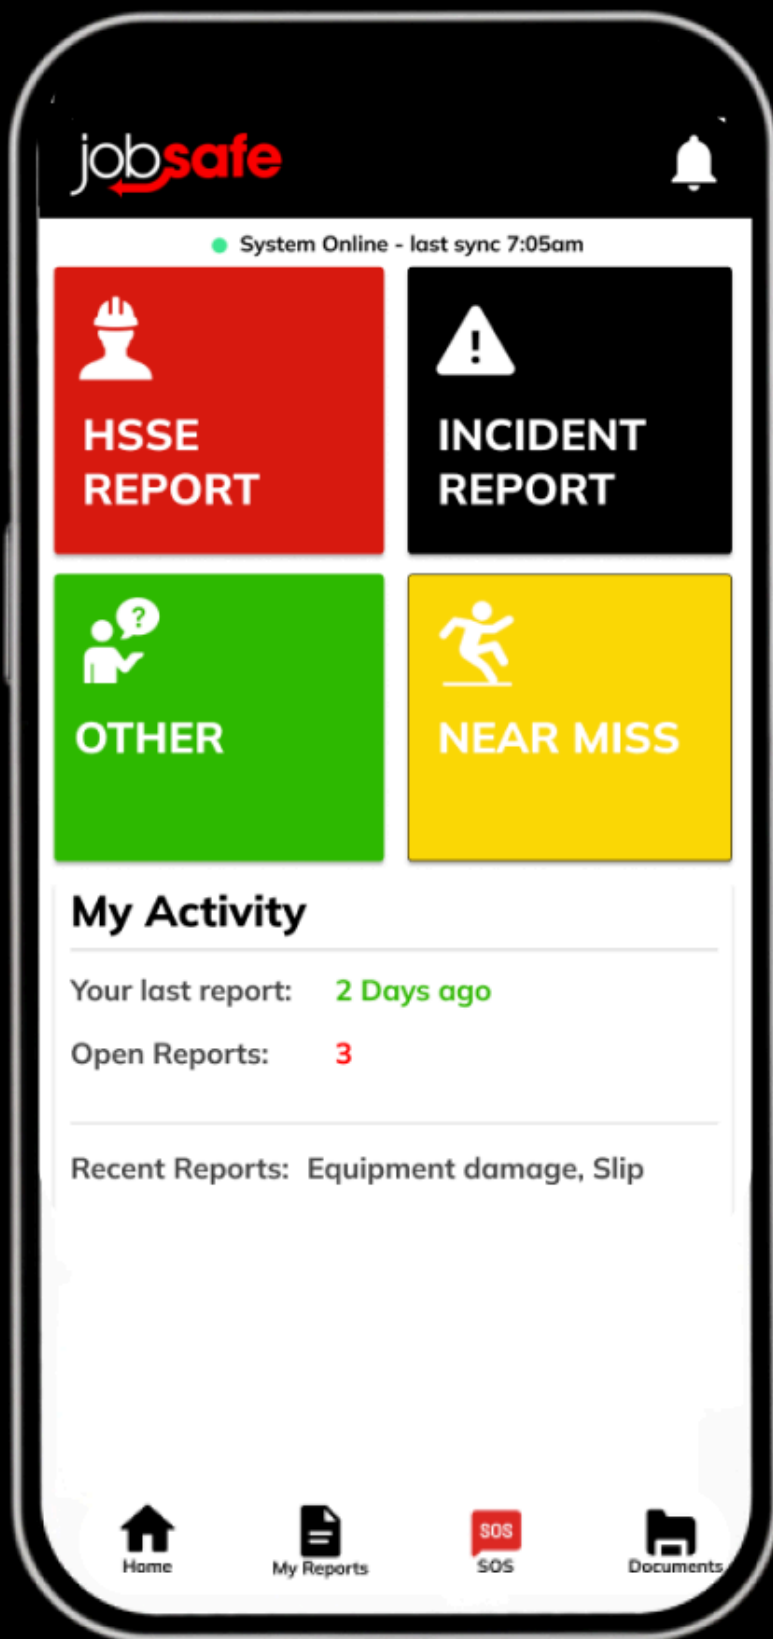 jobsafe
System Online - last sync 7:05am
HSSE
REPORT
INCIDENT
REPORT
?
OTHER
!
NEAR MISS
My Activity
Your last report: 2 Days ago
Open Reports: 3
Recent Reports: Equipment damage, Slip
Home
My Reports
SOS
SOS
Documents